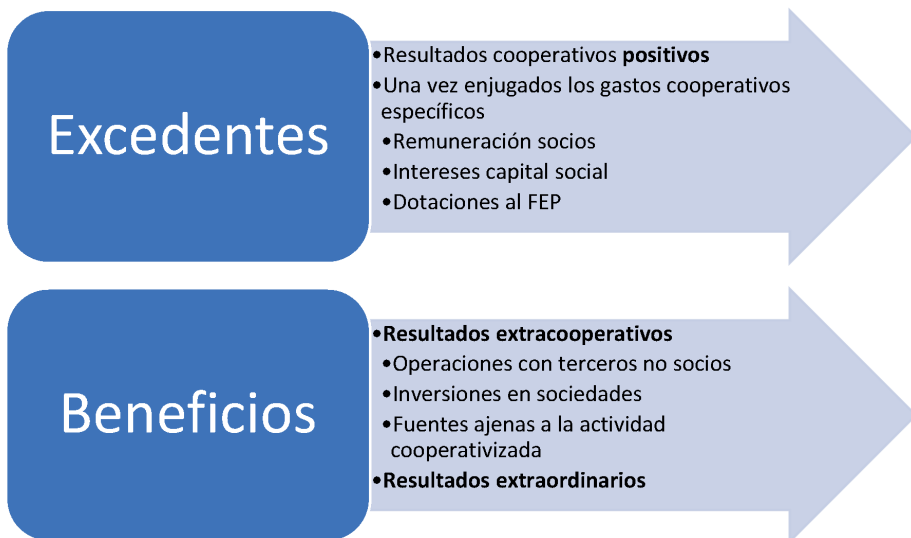 Excedentes
•Resultados cooperativos positivos
•Una vez enjugados los gastos cooperativos
específicos
•Remuneración socios
•Intereses capital social
•Dotaciones al FEP
Beneficios
•Resultados extracooperativos
•Operaciones con terceros no socios
•Inversiones en sociedades
•Fuentes ajenas a la actividad
cooperativizada
•Resultados extraordinarios